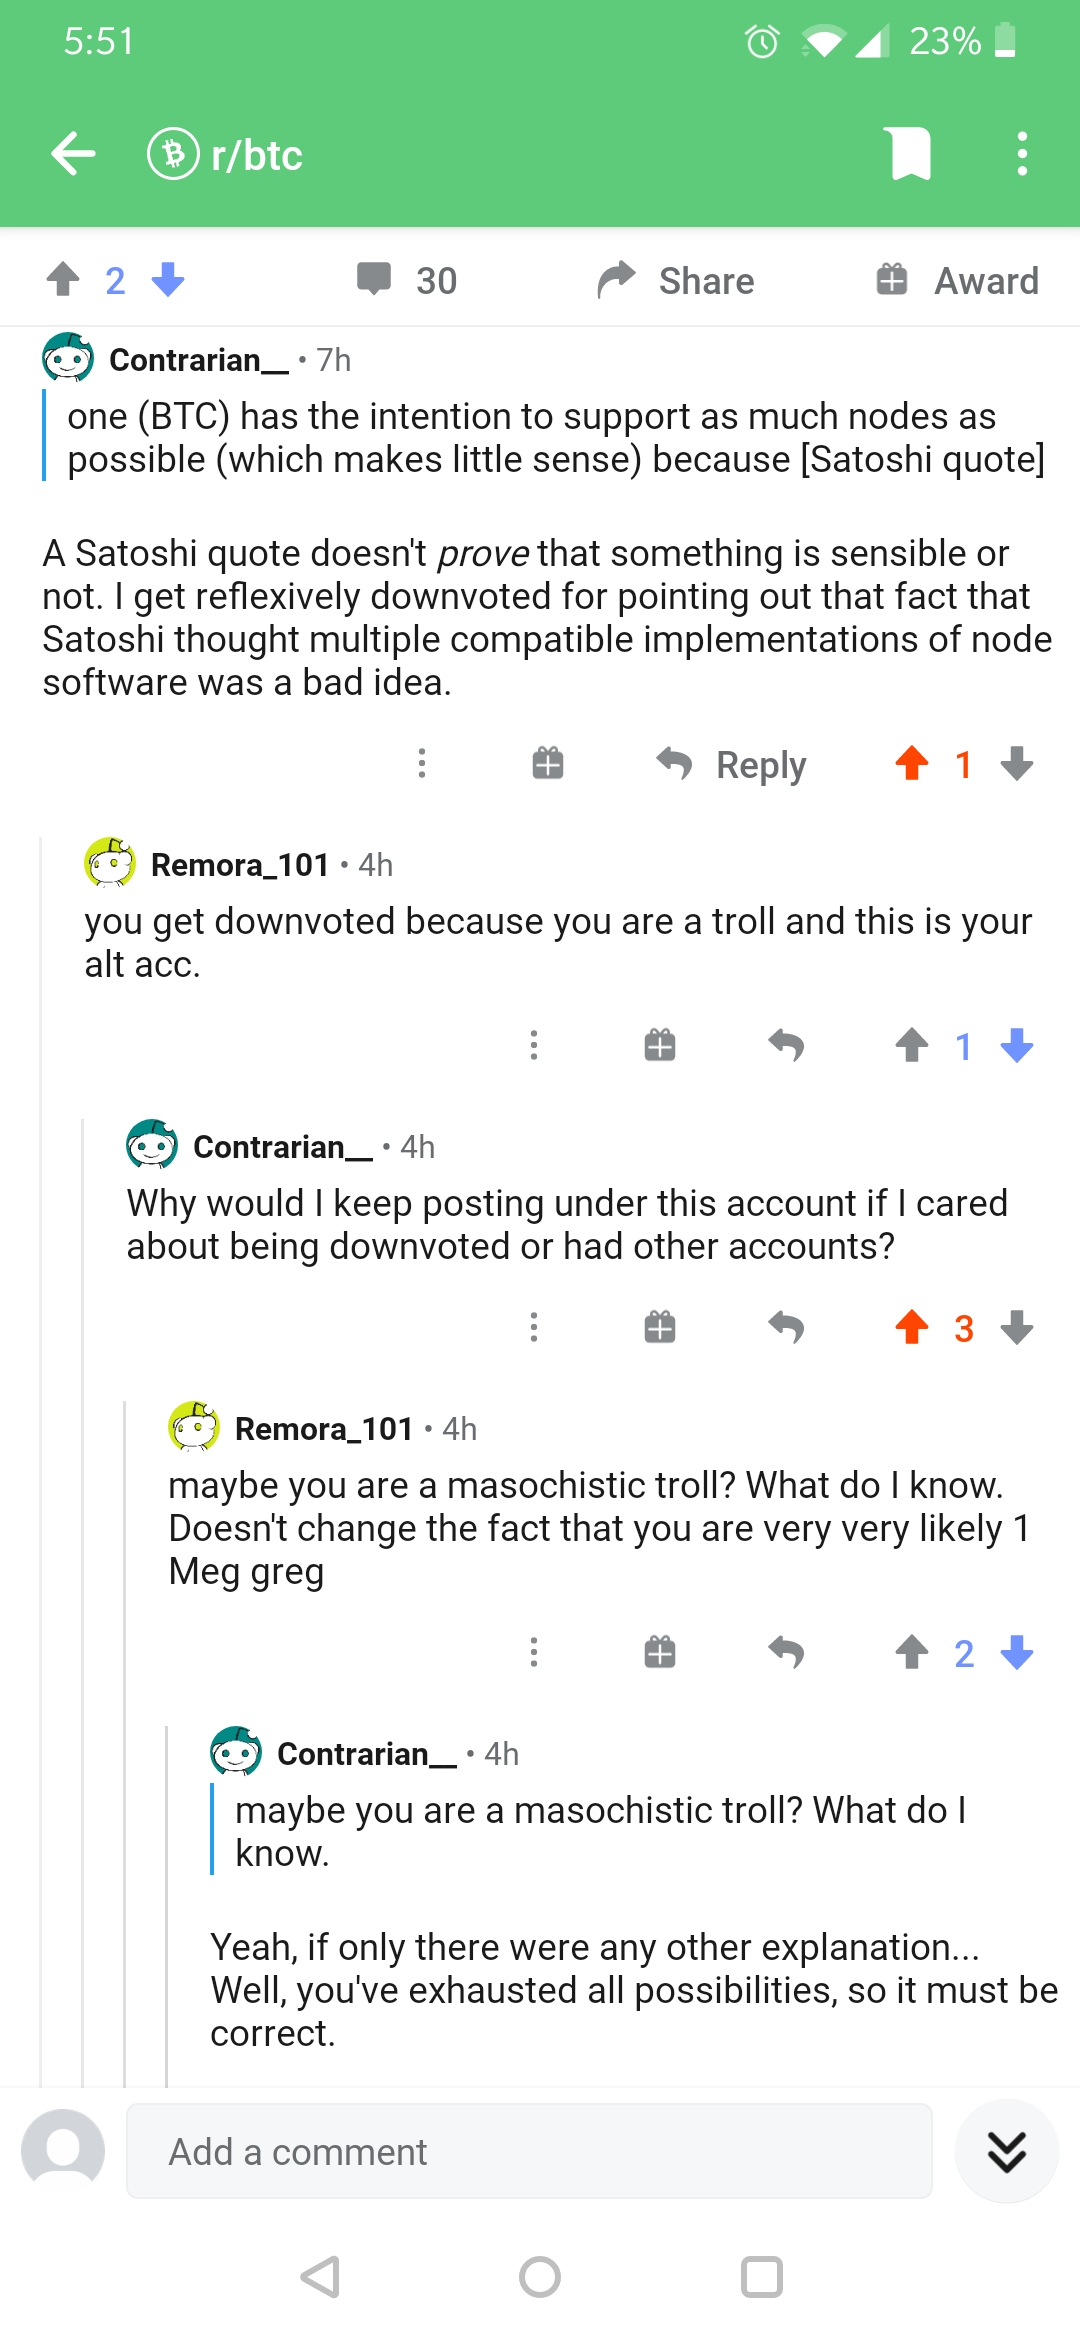 5:51
23%
r/btc
2
30
Share
Award
Contrarian__ • 7h
one (BTC) has the intention to support as much nodes as
possible (which makes little sense) because [Satoshi quote]
A Satoshi quote doesn't prove that something is sensible or
not. I get reflexively downvoted for pointing out that fact that
Satoshi thought multiple compatible implementations of node
software was a bad idea.
Reply
1
Remora_101 • 4h
you get downvoted because you are a troll and this is your
alt acc.
1
Contrarian__ • 4h
Why would I keep posting under this account if I cared
about being downvoted or had other accounts?
3
Remora_101 • 4h
maybe you are a masochistic troll? What do I know.
Doesn't change the fact that you are very very likely 1
Meg greg
2
Contrarian__ • 4h
maybe you are a masochistic troll? What do I
know.
Yeah, if only there were any other explanation...
Well, you've exhausted all possibilities, so it must be
correct.
Add a comment